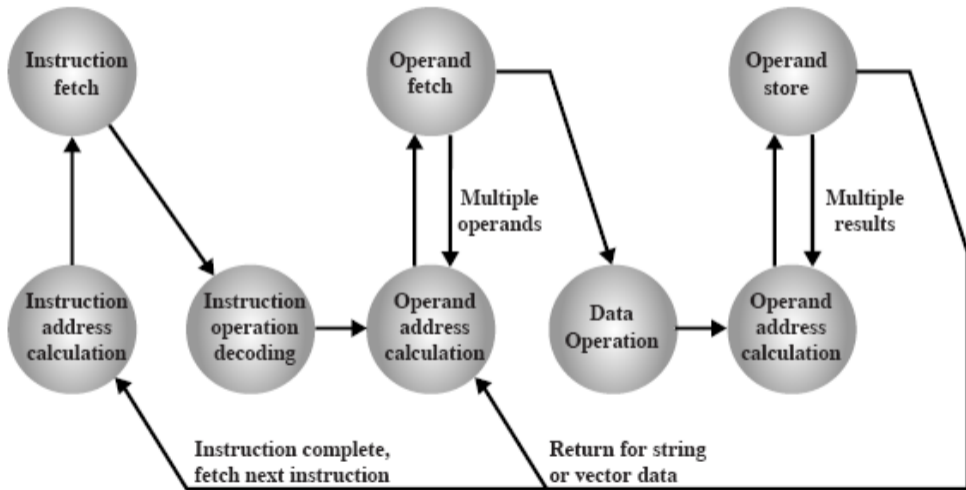 Instruction
fetch
Operand
fetch
Operand
store
Multiple
operands
Multiple
results
Instruction
address
calculation
Instruction
operation
decoding
Operand
address
calculation
Data
Operation
Operand
address
calculation
Instruction complete,
fetch next instruction
Return for string
or vector data